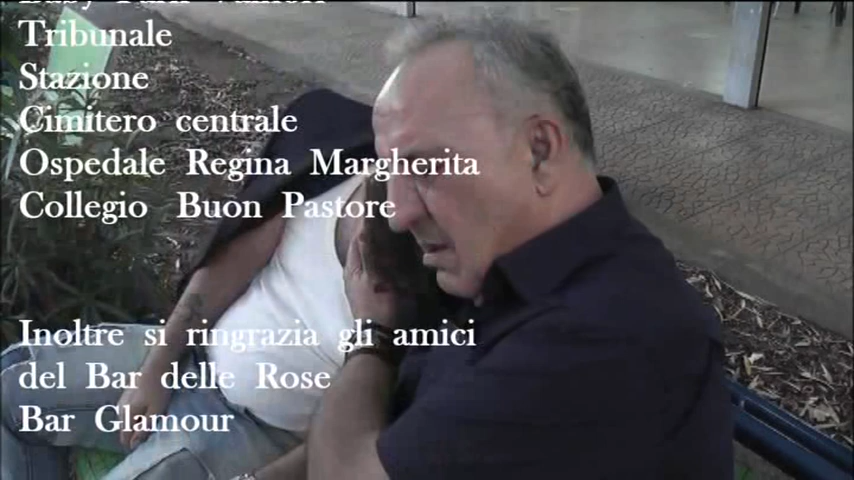 Tribunale
Stazione
Cimitero centrale
Ospedale Regina Margherita
Collegio Buon Pastore
Inoltre si ringrazia gli amici
del Bar delle Rose
Bar Glamour